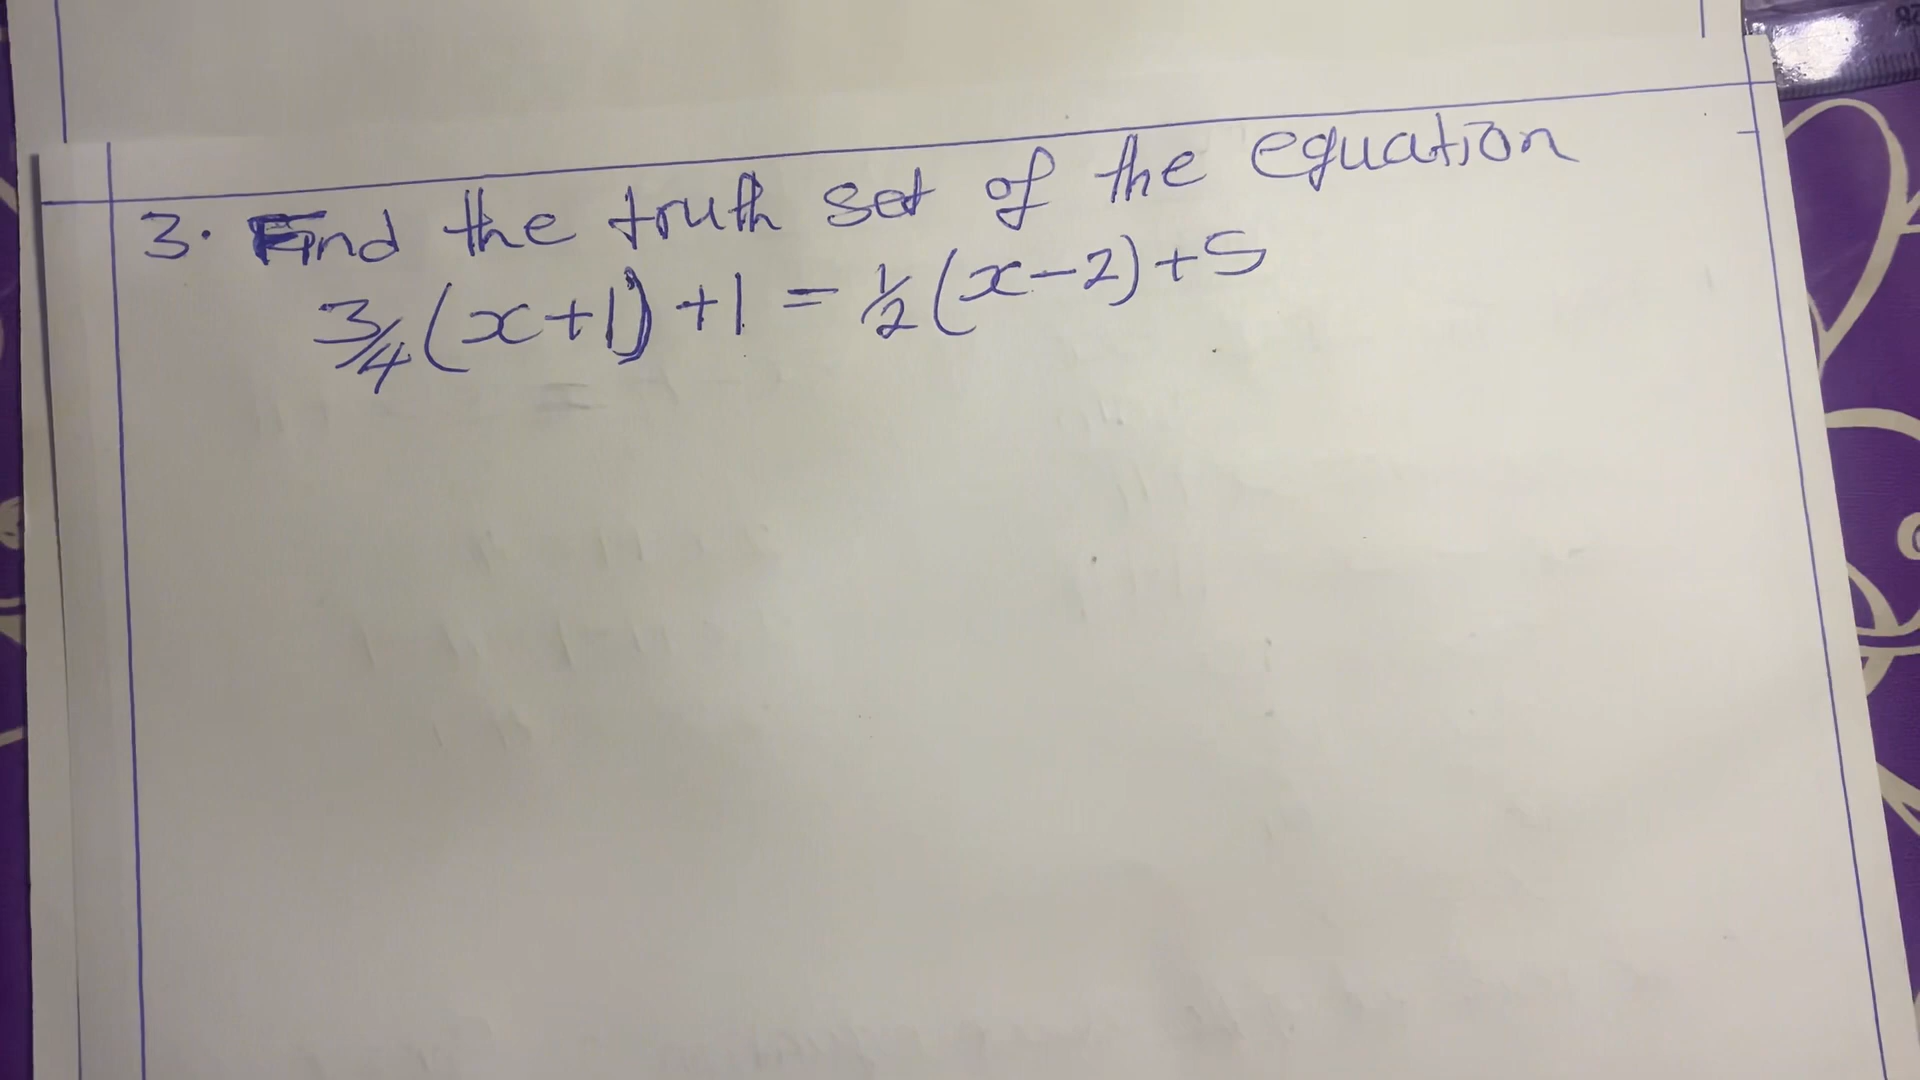 3. Find the truth set of the equation
3/4(x+1)+1 = 1/2(x-2)+5